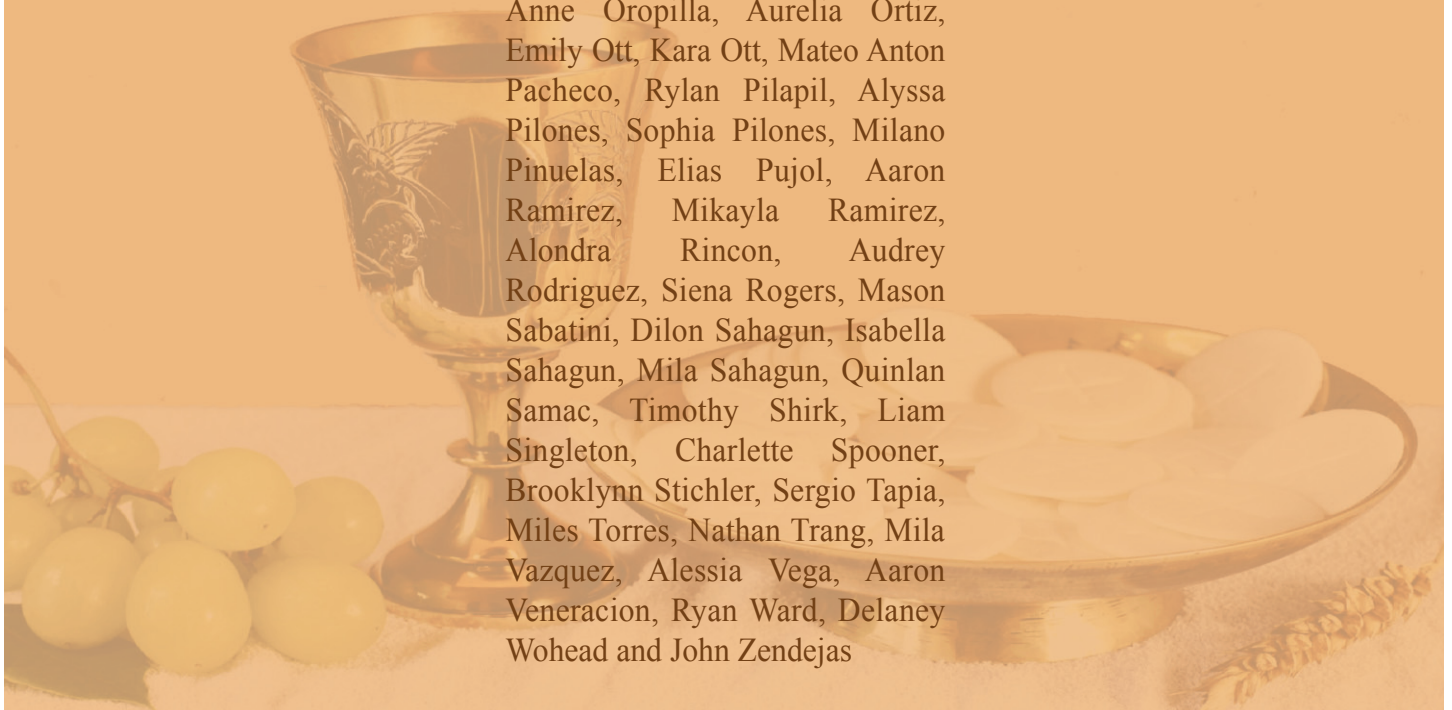 Anne Oropilla, Aurelia Ortiz,
Emily Ott, Kara Ott, Mateo Anton
Pacheco, Rylan Pilapil, Alyssa
Pilones, Sophia Pilones, Milano
Pinuelas, Elias Pujol, Aaron
Ramirez, Mikayla Ramirez,
Alondra Rincon, Audrey
Rodriguez, Siena Rogers, Mason
Sabatini, Dilon Sahagun, Isabella
Sahagun, Mila Sahagun, Quinlan
Samac, Timothy Shirk, Liam
Singleton, Charlette Spooner,
Brooklynn Stichler, Sergio Tapia,
Miles Torres, Nathan Trang, Mila
Vazquez, Alessia Vega, Aaron
Veneracion, Ryan Ward, Delaney
Wohead and John Zendejas